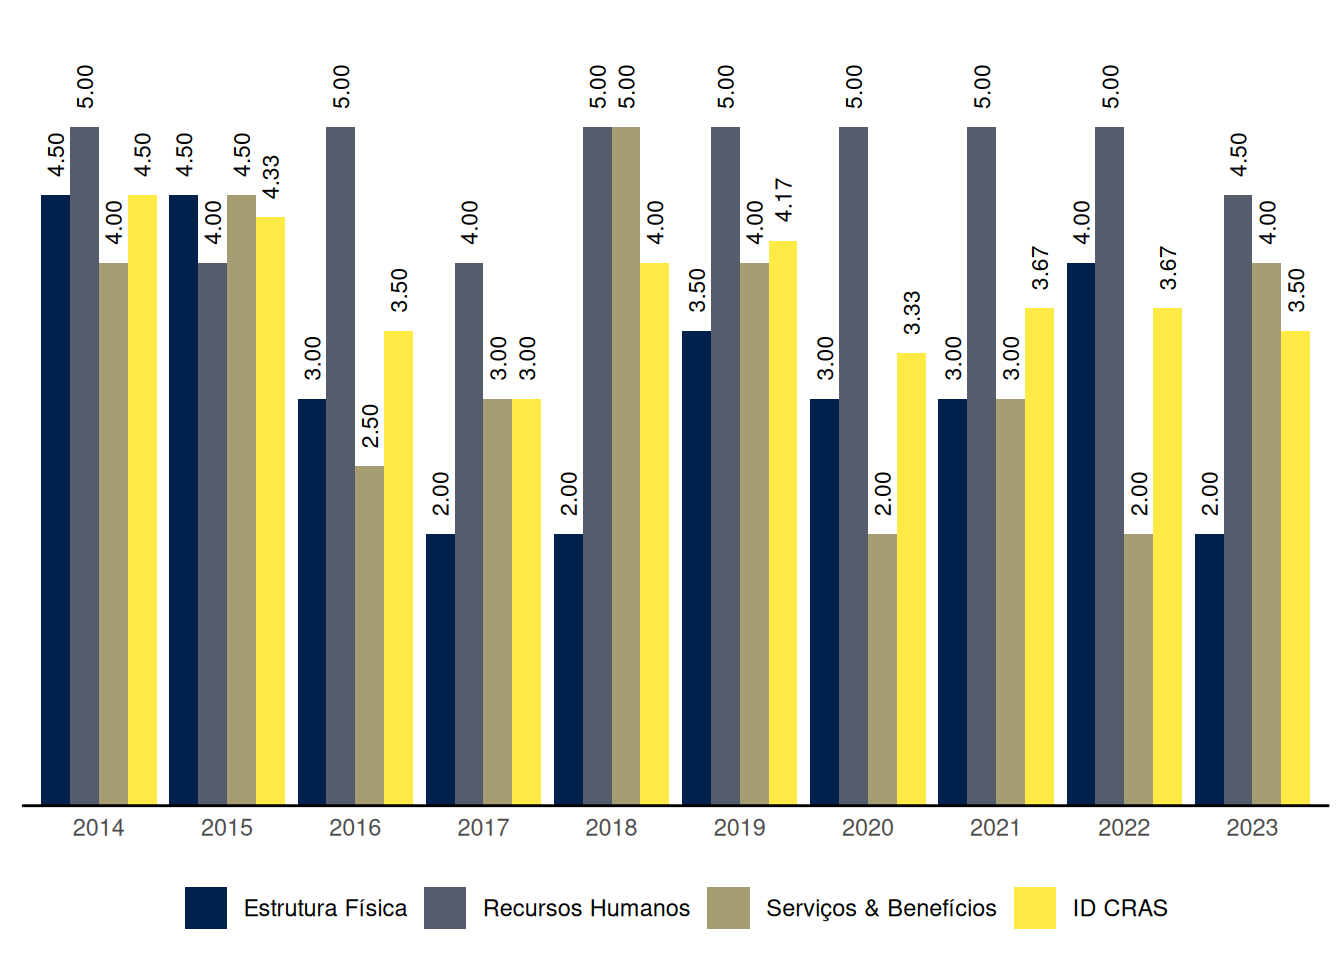 5.00 5.00 5.00 5.00 5.00 5.00 5.00 5.00
4.50 4.50 4.50 4.50 4.33 4.17 4.50
4.00 4.00 4.00 4.00 4.00 4.00 4.00
3.50 3.50 3.67 3.67 3.50
3.00 3.00 3.00 3.00 3.33 3.00 3.00
2.50
2.00 2.00 2.00 2.00 2.00
2014 2015 2016 2017 2018 2019 2020 2021 2022 2023
Estrutura Física Recursos Humanos Serviços & Benefícios ID CRAS